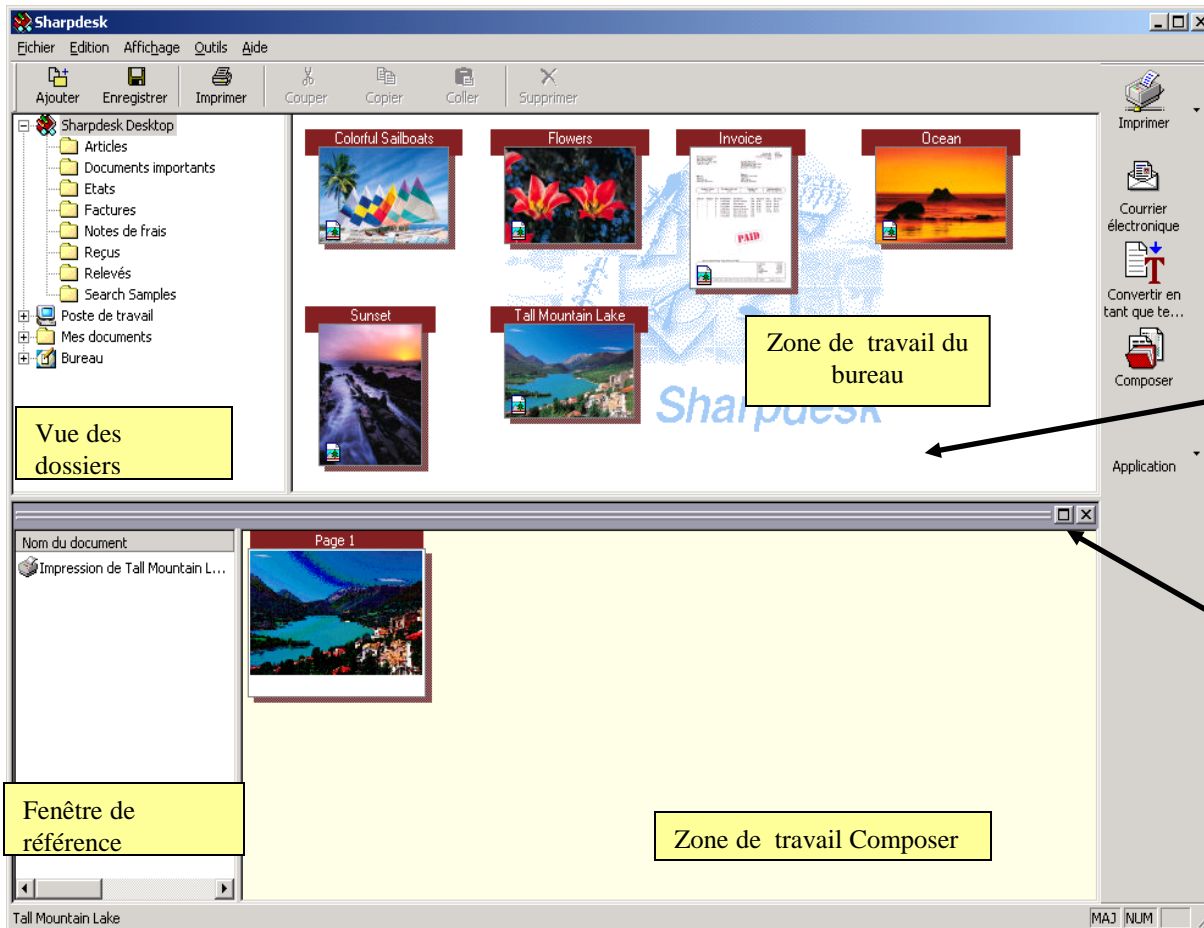 Sharpdesk
Fichier Edition Affichage Outils Aide
Ajouter Enregistrer Imprimer Couper Copier Coller Supprimer
Sharpdesk Desktop
Articles
Documents importants
Etats
Factures
Notes de frais
Reçus
Relevés
Search Samples
Poste de travail
Mes documents
Bureau
Vue des
dossiers
Colorful Sailboats
Flowers
Invoice
PAID
Ocean
Sunset
Tall Mountain Lake
Zone de travail du
bureau
Sharpdesk
Imprimer
Courrier
électronique
Convertir en
tant que te...
Composer
Application
Nom du document
Impression de Tall Mountain L...
Page 1
Fenêtre de
référence
Zone de travail Composer
Tall Mountain Lake
MAJ NUM